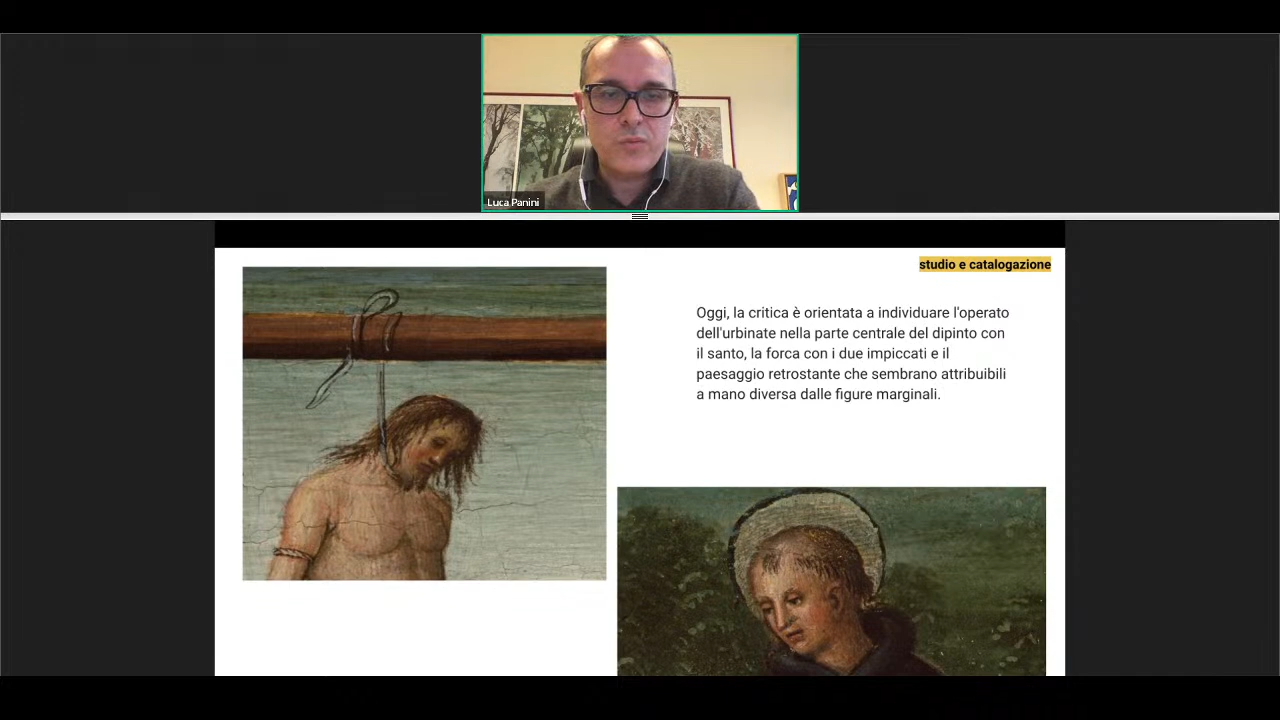 Luca Panini
studio e catalogazione
Oggi, la critica è orientata a individuare l'operato
dell'urbinate nella parte centrale del dipinto con
il santo, la forca con i due impiccati e il
paesaggio retrostante che sembrano attribuibili
a mano diversa dalle figure marginali.